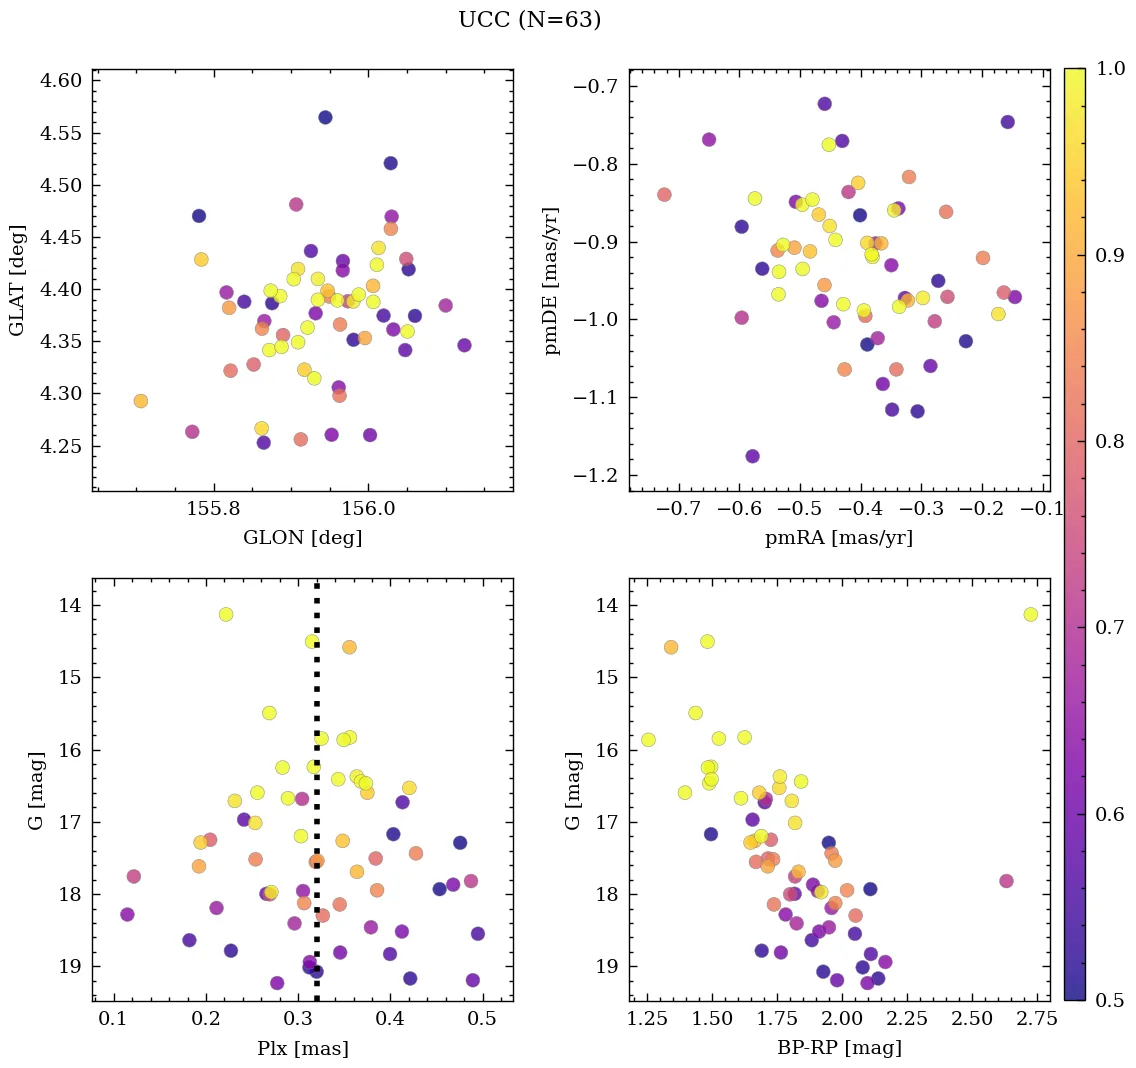 UCC (N=63)
4.60
4.55
4.50
4.45
4.40
4.35
4.30
4.25
GLAT [deg]
155.8 156.0
GLON [deg]
−0.7
−0.8
−0.9
−1.0
−1.1
−1.2
pmDE [mas/yr]
−0.7 −0.6 −0.5 −0.4 −0.3 −0.2 −0.1
pmRA [mas/yr]
1.0
0.9
0.8
0.7
0.6
0.5
14
15
16
17
18
19
G [mag]
0.1 0.2 0.3 0.4 0.5
Plx [mas]
14
15
16
17
18
19
G [mag]
1.25 1.50 1.75 2.00 2.25 2.50 2.75
BP-RP [mag]